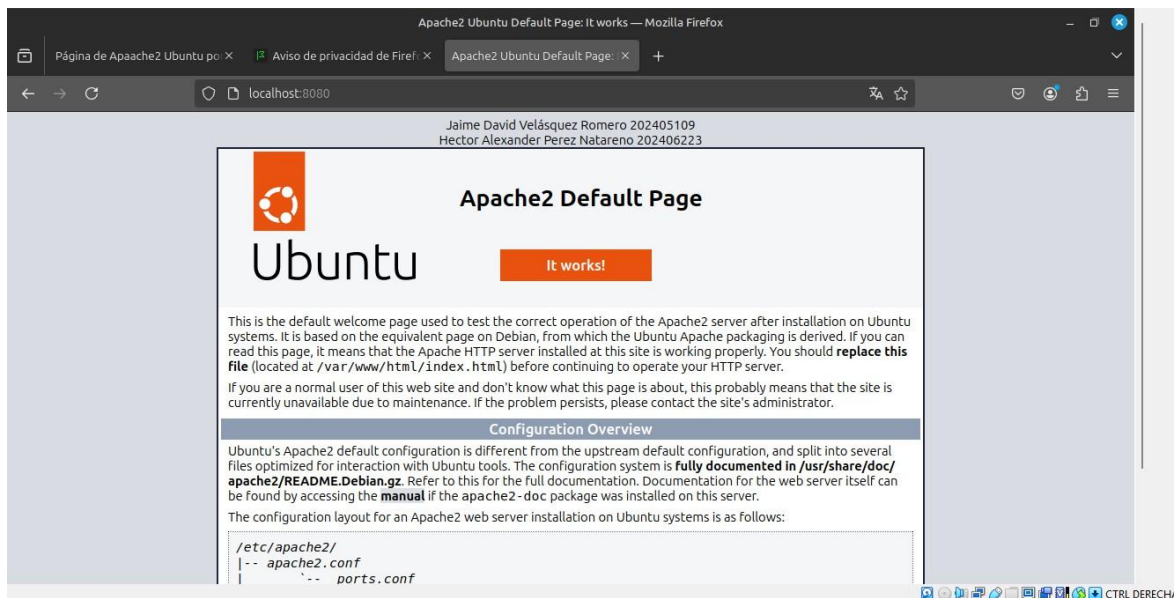 Apache2 Ubuntu Default Page: It works — Mozilla Firefox
Página de Apaache2 Ubuntu por
Aviso de privacidad de Firefo
Apache2 Ubuntu Default Page: I
localhost:8080
Jaime David Velásquez Romero 202405109
Hector Alexander Perez Natareno 202406223
Apache2 Default Page
Ubuntu
It works!
This is the default welcome page used to test the correct operation of the Apache2 server after installation on Ubuntu
systems. It is based on the equivalent page on Debian, from which the Ubuntu Apache packaging is derived. If you can
read this page, it means that the Apache HTTP server installed at this site is working properly. You should replace this
file (located at /var/www/html/index.html) before continuing to operate your HTTP server.
If you are a normal user of this web site and don't know what this page is about, this probably means that the site is
currently unavailable due to maintenance. If the problem persists, please contact the site's administrator.
Configuration Overview
Ubuntu's Apache2 default configuration is different from the upstream default configuration, and split into several
files optimized for interaction with Ubuntu tools. The configuration system is fully documented in /usr/share/doc/
apache2/README.Debian.gz. Refer to this for the full documentation. Documentation for the web server itself can
be found by accessing the manual if the apache2-doc package was installed on this server.
The configuration layout for an Apache2 web server installation on Ubuntu systems is as follows:
/etc/apache2/
|-- apache2.conf
|       `--  ports.conf
CTRL DERECHA